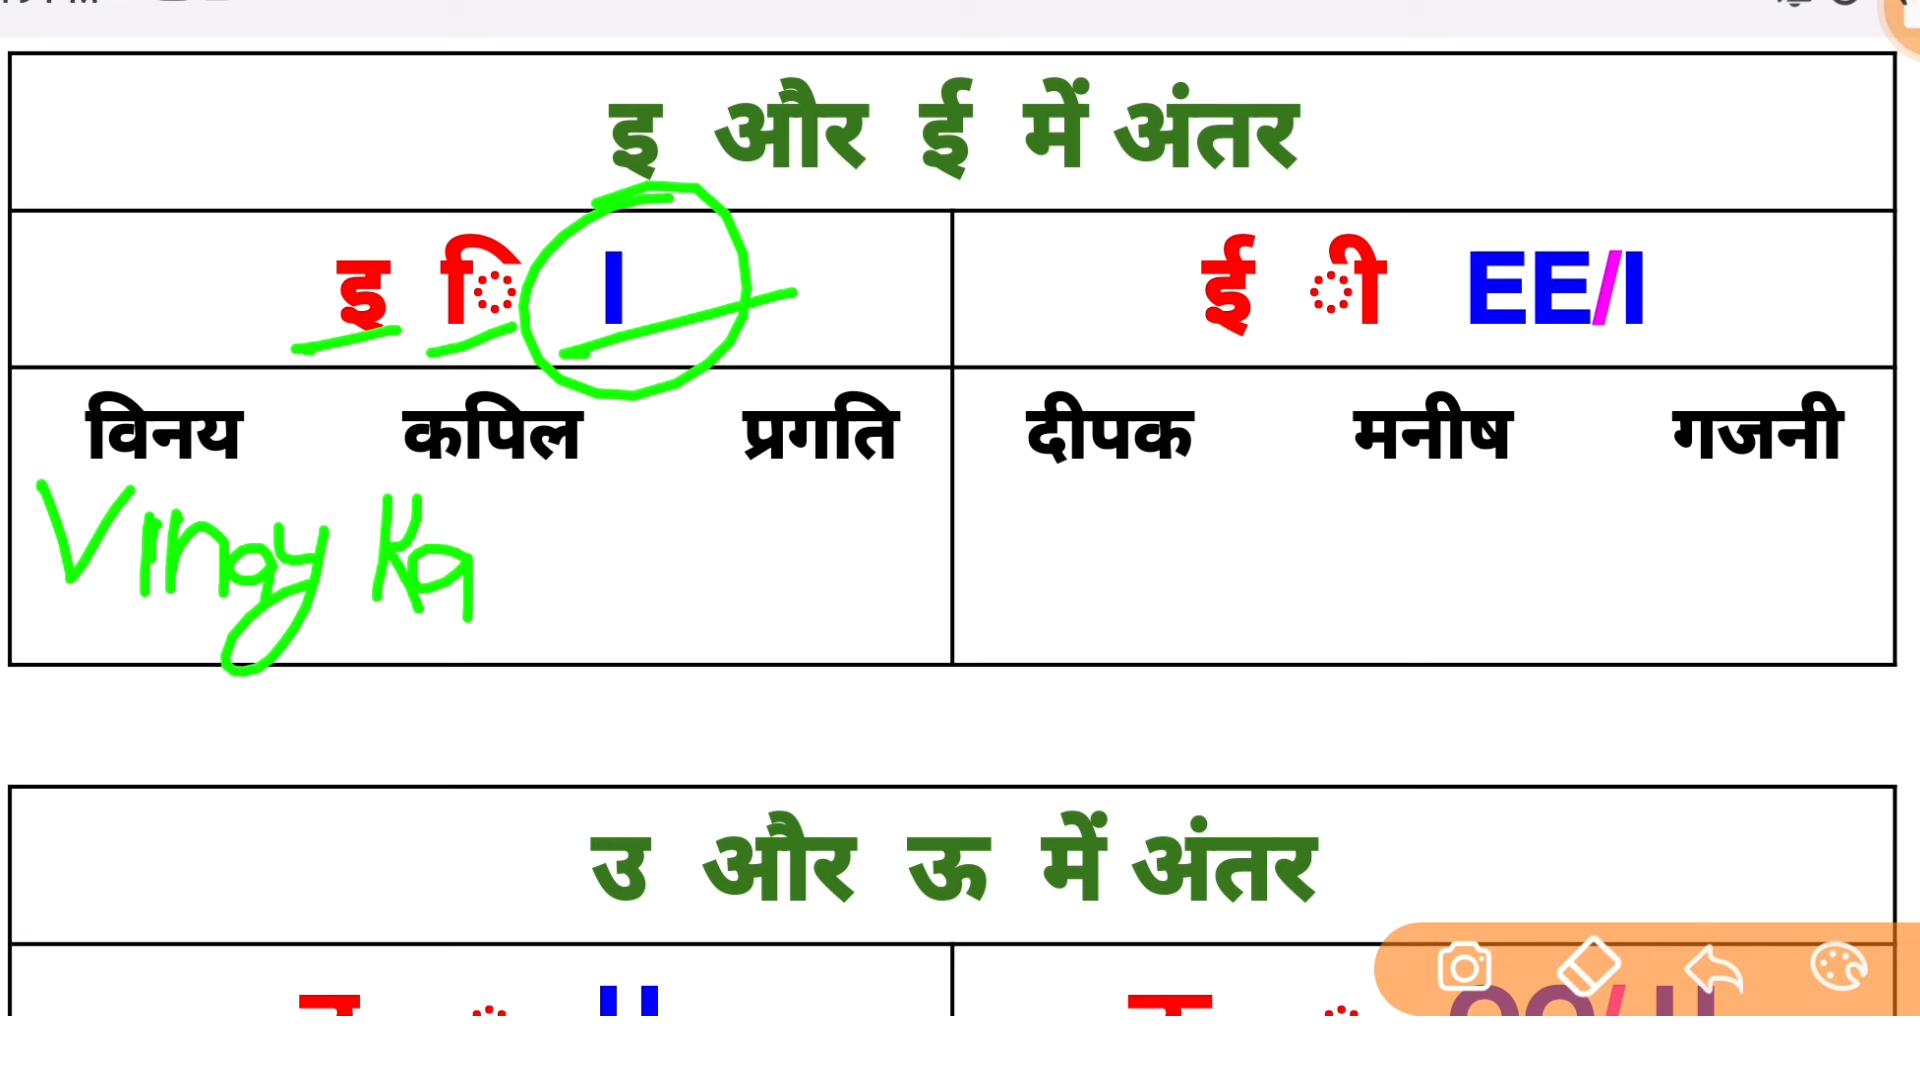 इ और ई में अंतर
इ ि I
ई ी EE/I
विनय कपिल प्रगति
दीपक मनीष गजनी
Vinay Ka
उ और ऊ में अंतर